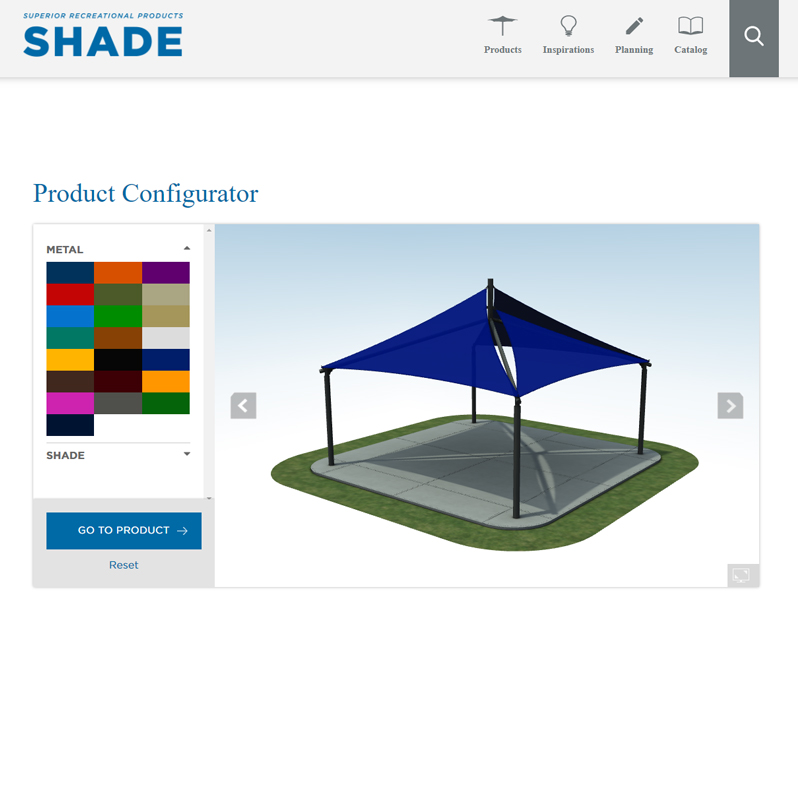 SUPERIOR RECREATIONAL PRODUCTS
SHADE
Products
Inspirations
Planning
Catalog
Product Configurator
METAL
SHADE
GO TO PRODUCT
Reset